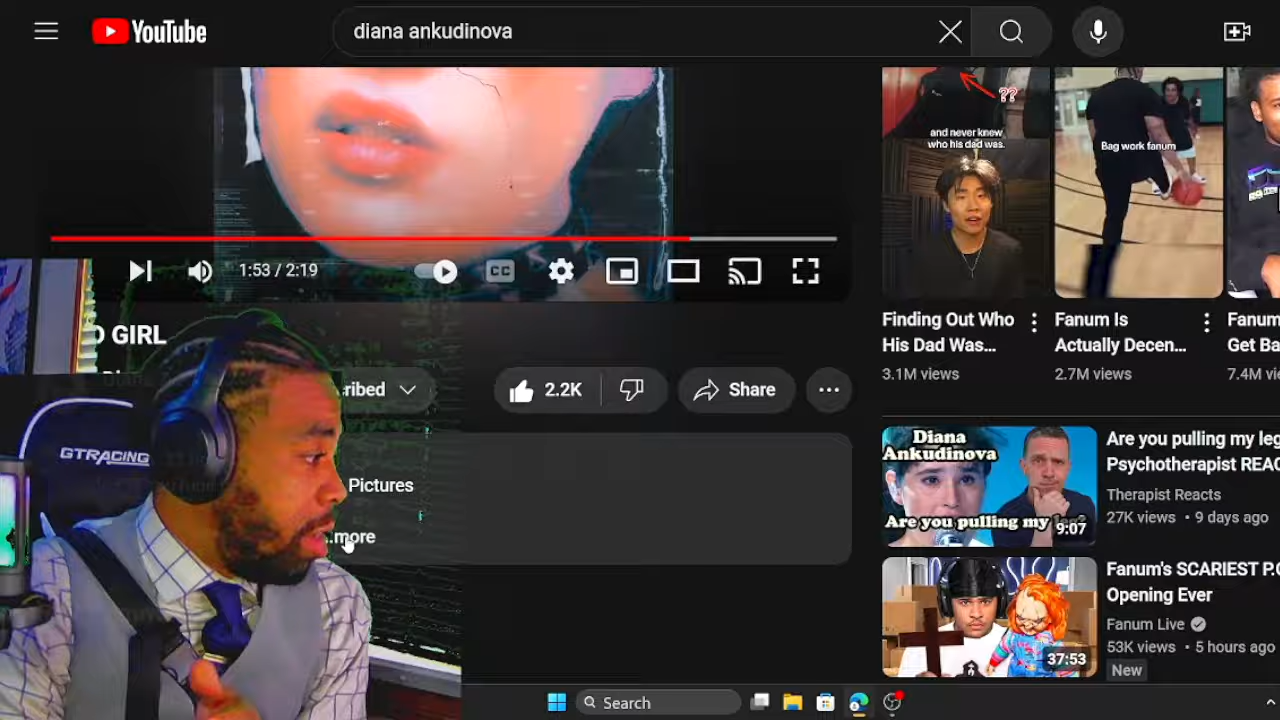 YouTube
diana ankudinova
??
and never knew
who his dad was.
Bag work fanum
1:53 / 2:19
CC
GIRL
Finding Out Who
His Dad Was...
3.1M views
Fanum Is
Actually Decen...
2.7M views
Fanum
Get Ba
7.4M vi
ribed
2.2K
Share
GTRACING
Pictures
...more
Diana
Ankudinova
Are you pulling my leg?
9:07
Are you pulling my leg
Psychotherapist REAC
Therapist Reacts
27K views • 9 days ago
37:53
Fanum's SCARIEST P.O
Opening Ever
Fanum Live
53K views • 5 hours ago
New
Search